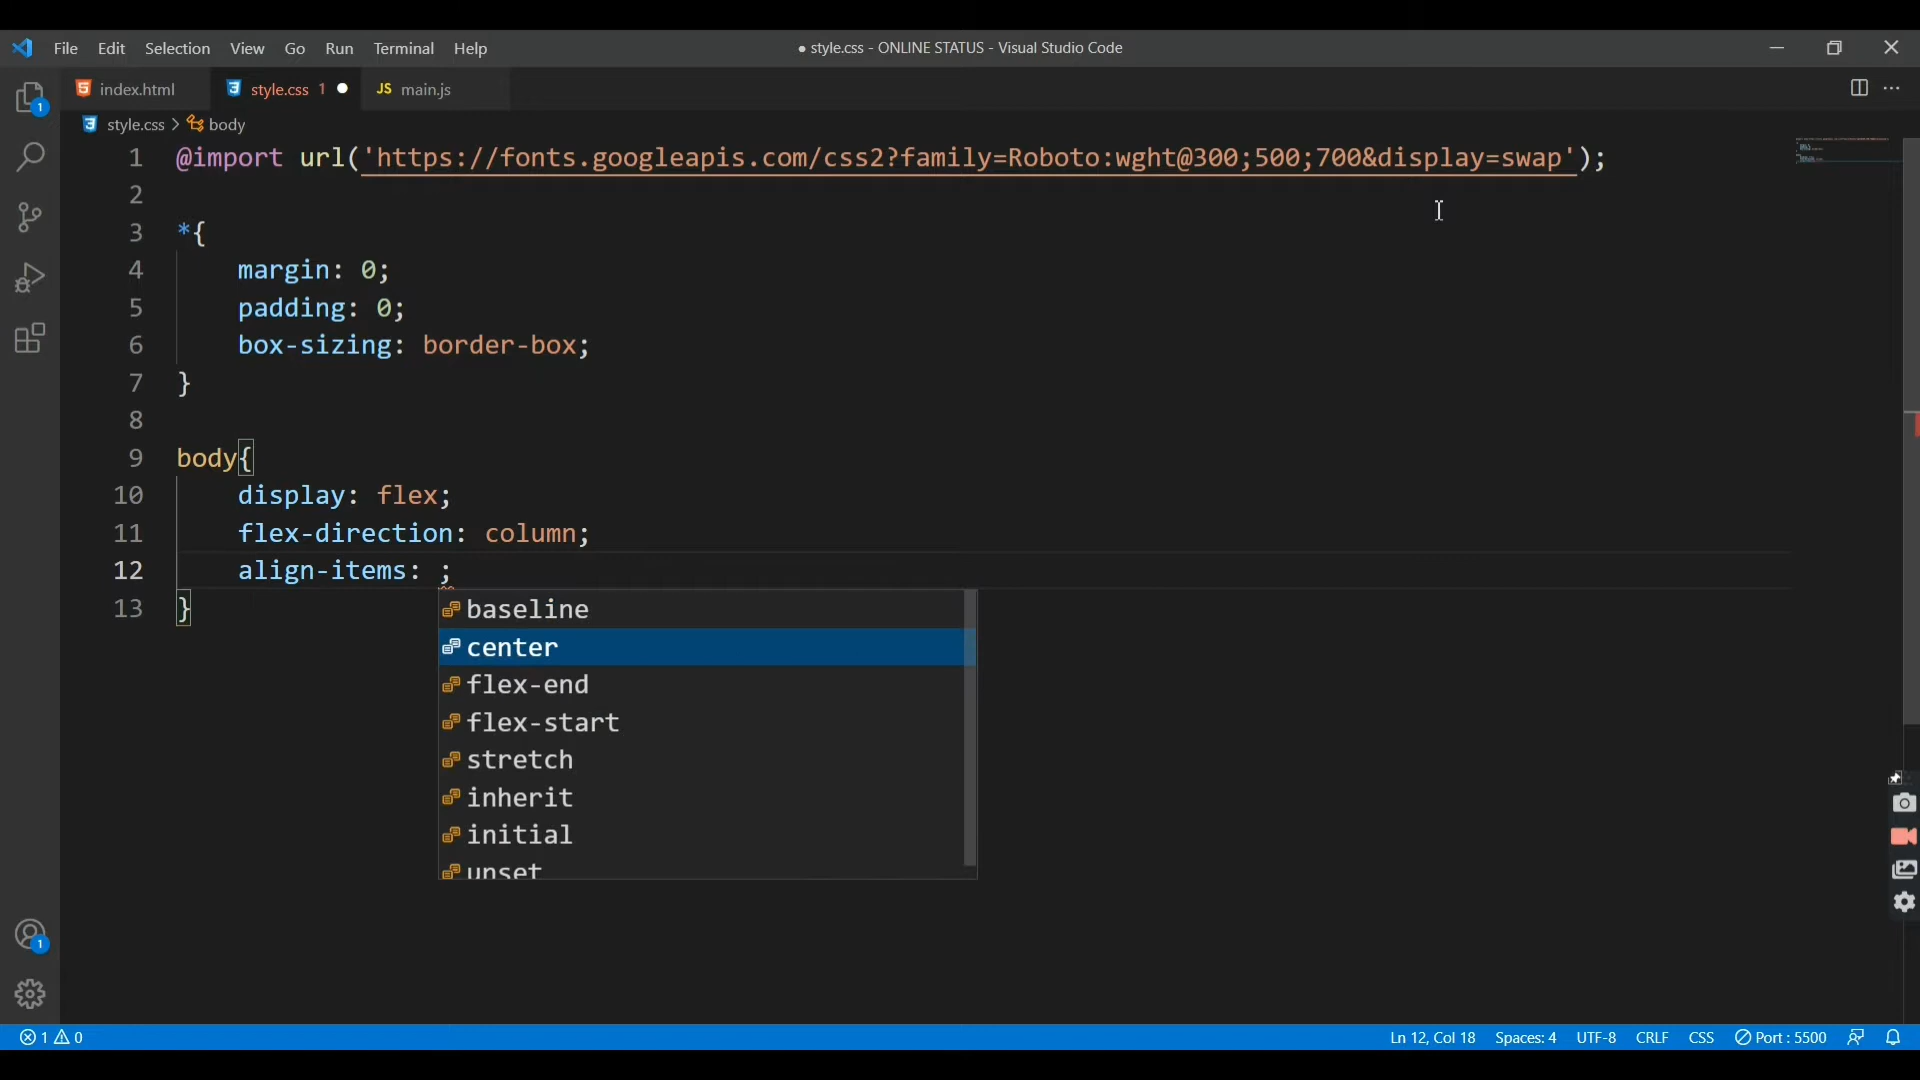 File Edit Selection View Go Run Terminal Help
● style.css - ONLINE STATUS - Visual Studio Code
index.html
style.css 1
JS main.js
style.css > body
1 @import url('https://fonts.googleapis.com/css2?family=Roboto:wght@300;500;700&display=swap');
2
3 *{
4 margin: 0;
5 padding: 0;
6 box-sizing: border-box;
7 }
8
9 body{
10 display: flex;
11 flex-direction: column;
12 align-items: ;
13 }
baseline
center
flex-end
flex-start
stretch
inherit
initial
unset
1
1
1 0
Ln 12, Col 18 Spaces: 4 UTF-8 CRLF CSS Port : 5500